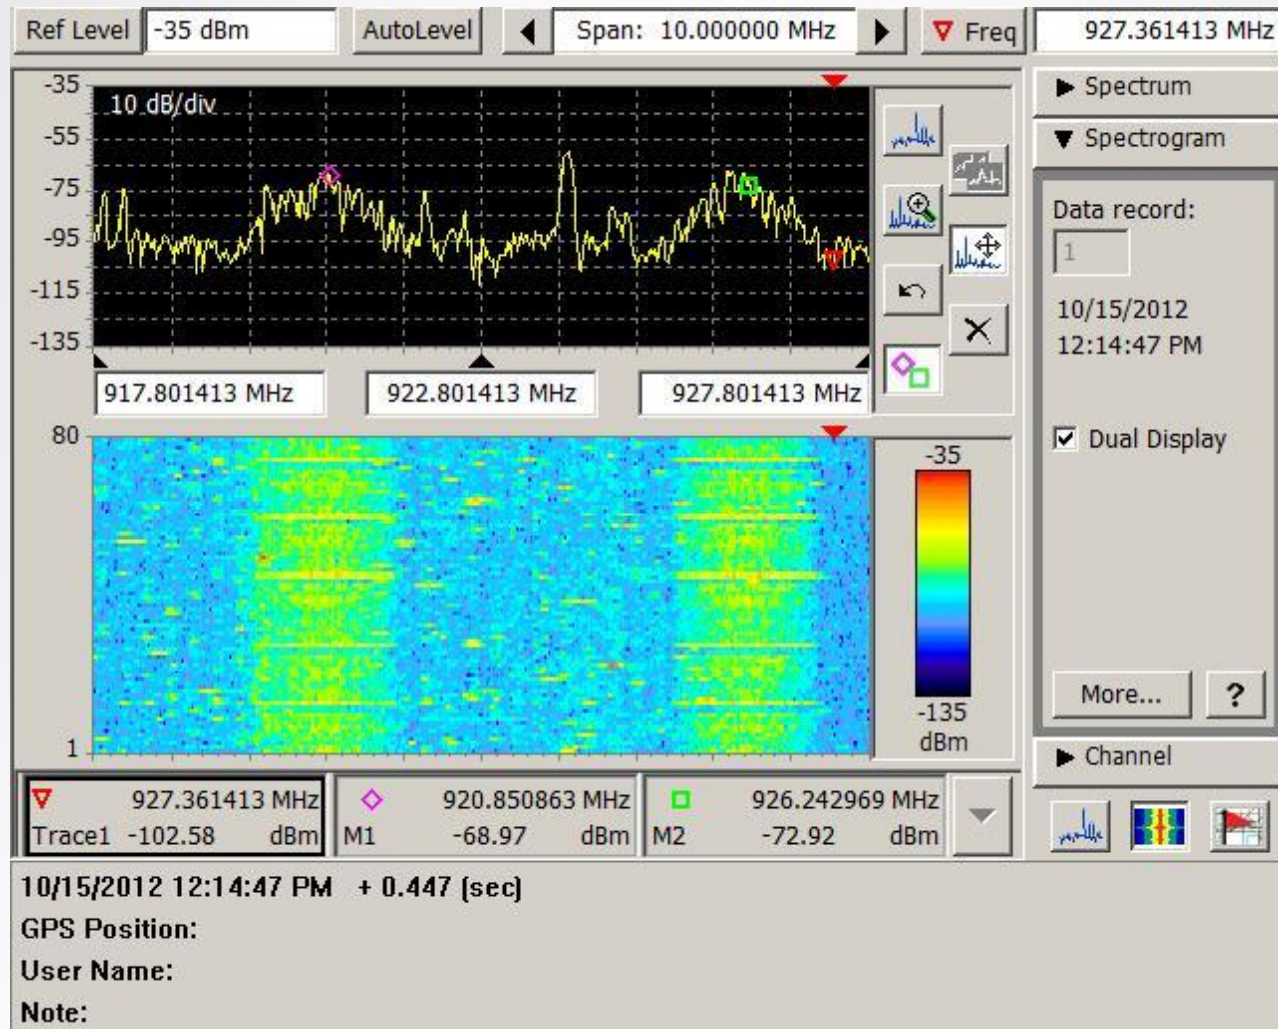 Ref Level -35 dBm AutoLevel Span: 10.000000 MHz Freq 927.361413 MHz
-35
10 dB/div
-55
-75
-95
-115
-135
917.801413 MHz 922.801413 MHz 927.801413 MHz
80
1
-35
-135
dBm
Spectrum
Spectrogram
Data record:
1
10/15/2012
12:14:47 PM
Dual Display
More... ?
Channel
927.361413 MHz
Trace1 -102.58 dBm
920.850863 MHz
M1 -68.97 dBm
926.242969 MHz
M2 -72.92 dBm
10/15/2012 12:14:47 PM + 0.447 (sec)
GPS Position:
User Name:
Note: